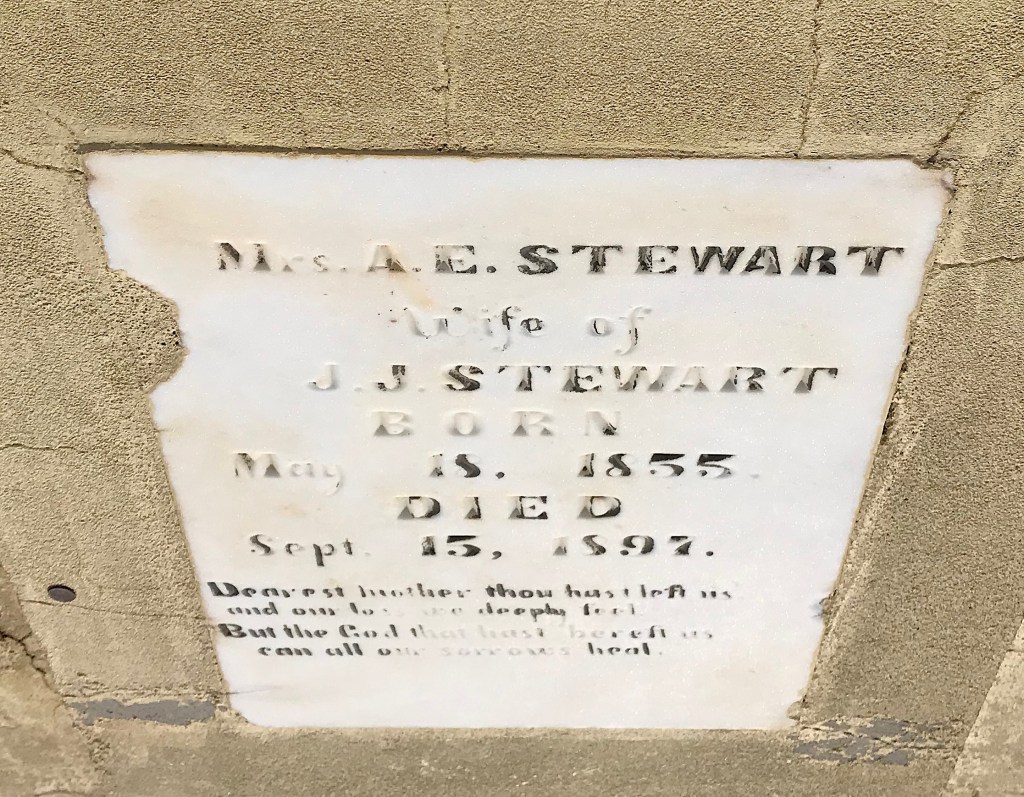 Mrs. A. E. STEWART
Wife of
J. J. STEWART
BORN
May 18, 1855.
DIED
Sept. 15, 1897.
Dearest mother thou hast left us
and our loss we deeply feel
But the God that hast bereft us
can all our sorrows heal.